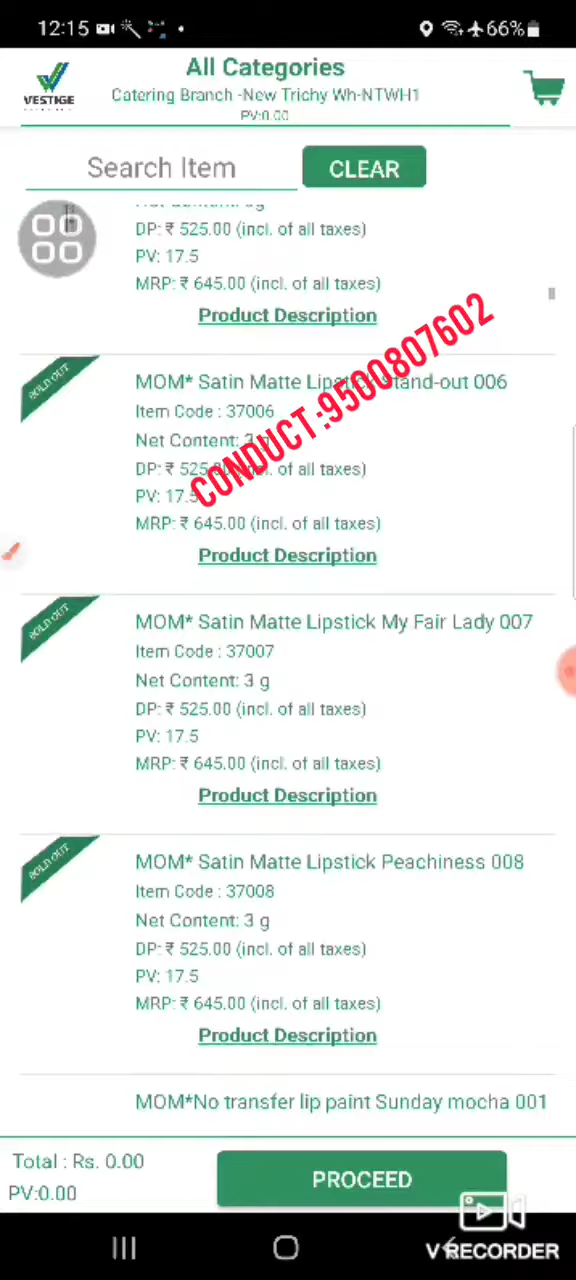 12:15
66%
All Categories
VESTIGE
Catering Branch -New Trichy Wh-NTWH1
PV:0.00
Search Item
CLEAR
DP: ₹ 525.00 (incl. of all taxes)
PV: 17.5
MRP: ₹ 645.00 (incl. of all taxes)
Product Description
CONDUCT:9500807602
SOLD OUT
MOM* Satin Matte Lipstick Stand-out 006
Item Code : 37006
Net Content: 3 g
DP: ₹ 525.00 (incl. of all taxes)
PV: 17.5
MRP: ₹ 645.00 (incl. of all taxes)
Product Description
SOLD OUT
MOM* Satin Matte Lipstick My Fair Lady 007
Item Code : 37007
Net Content: 3 g
DP: ₹ 525.00 (incl. of all taxes)
PV: 17.5
MRP: ₹ 645.00 (incl. of all taxes)
Product Description
SOLD OUT
MOM* Satin Matte Lipstick Peachiness 008
Item Code : 37008
Net Content: 3 g
DP: ₹ 525.00 (incl. of all taxes)
PV: 17.5
MRP: ₹ 645.00 (incl. of all taxes)
Product Description
MOM*No transfer lip paint Sunday mocha 001
Total : Rs. 0.00
PV:0.00
PROCEED
V RECORDER